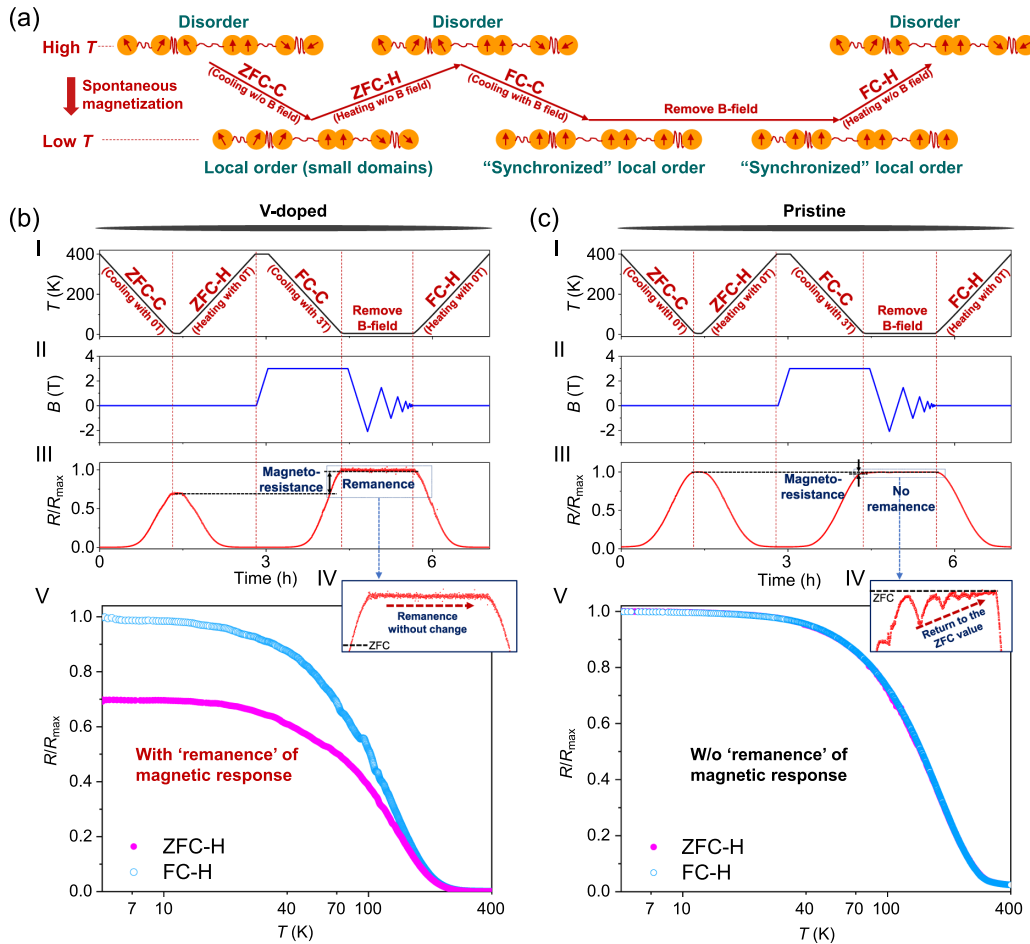 (a)
Disorder
Disorder
Disorder
High T
ZFC-C
(Cooling w/o B field)
ZFC-H
(Heating w/o B field)
FC-C
(Cooling with B field)
Remove B-field
FC-H
(Heating w/o B field)
Spontaneous
magnetization
Low T
Local order (small domains)
“Synchronized” local order
“Synchronized” local order
(b)
V-doped
I
T (K)
400
200
0
ZFC-C
(Cooling with 0T)
ZFC-H
(Heating with 0T)
FC-C
(Cooling with 3T)
Remove
B-field
FC-H
(Heating with 0T)
II
B (T)
4
2
0
-2
III
R/Rmax
1.0
0.5
0.0
Magneto-
resistance
Remanence
0
3
6
Time (h)
IV
Remanence
without change
ZFC
V
R/Rmax
1.0
0.8
0.6
0.4
0.2
0.0
With ‘remanence’ of
magnetic response
ZFC-H
FC-H
7
10
40
70
100
400
T (K)
(c)
Pristine
I
T (K)
400
200
0
ZFC-C
(Cooling with 0T)
ZFC-H
(Heating with 0T)
FC-C
(Cooling with 3T)
Remove
B-field
FC-H
(Heating with 0T)
II
B (T)
4
2
0
-2
III
R/Rmax
1.0
0.5
0.0
Magneto-
resistance
No
remanence
0
3
6
Time (h)
IV
ZFC
Return to the
ZFC value
V
R/Rmax
1.0
0.8
0.6
0.4
0.2
0.0
W/o ‘remanence’ of
magnetic response
ZFC-H
FC-H
7
10
40
70
100
400
T (K)